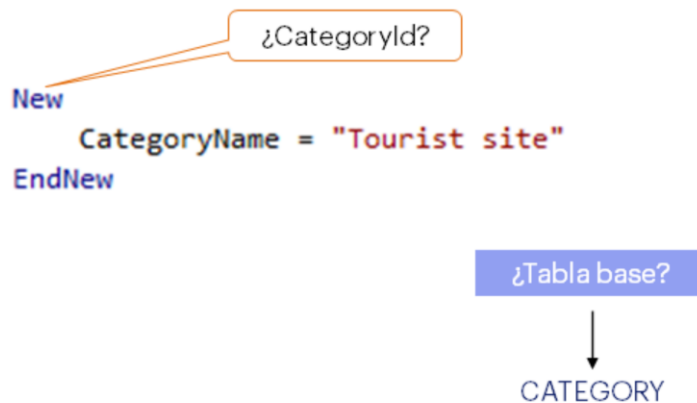 ¿CategoryId?
New
CategoryName = "Tourist site"
EndNew
¿Tabla base?
CATEGORY